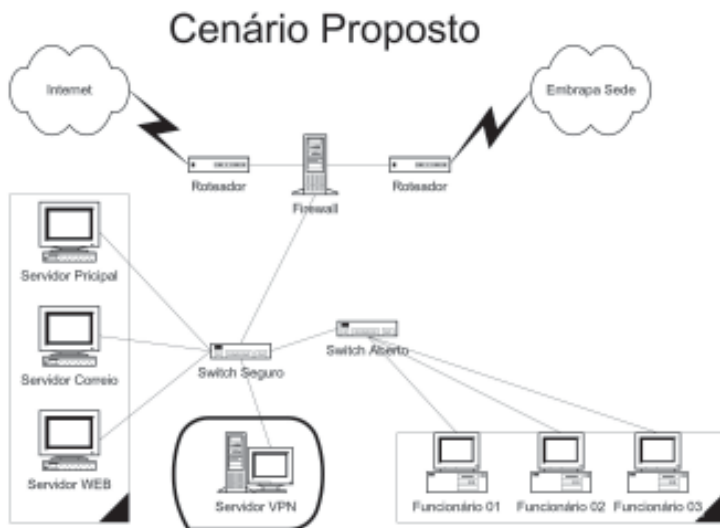 Cenário Proposto
Internet
Embrapa Sede
Roteador
Roteador
Firewall
Servidor Pricipal
Switch Aberto
Servidor Correio
Switch Seguro
Servidor WEB
Servidor VPN
Funcionário 01
Funcionário 02
Funcionário 03